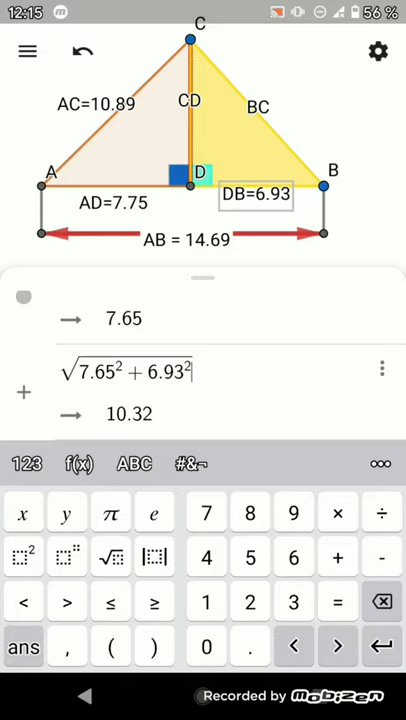 12:15 56 %
C
AC=10.89 CD BC
A D B
AD=7.75 DB=6.93
AB = 14.69
→ 7.65
√7.65² + 6.93²
+
→ 10.32
123 f(x) ABC #&¬
x y π e 7 8 9 × ÷
□² □^□ √□ |□| 4 5 6 + -
< > ≤ ≥ 1 2 3 =
ans , ( ) 0 . < >
Recorded by Mobizen